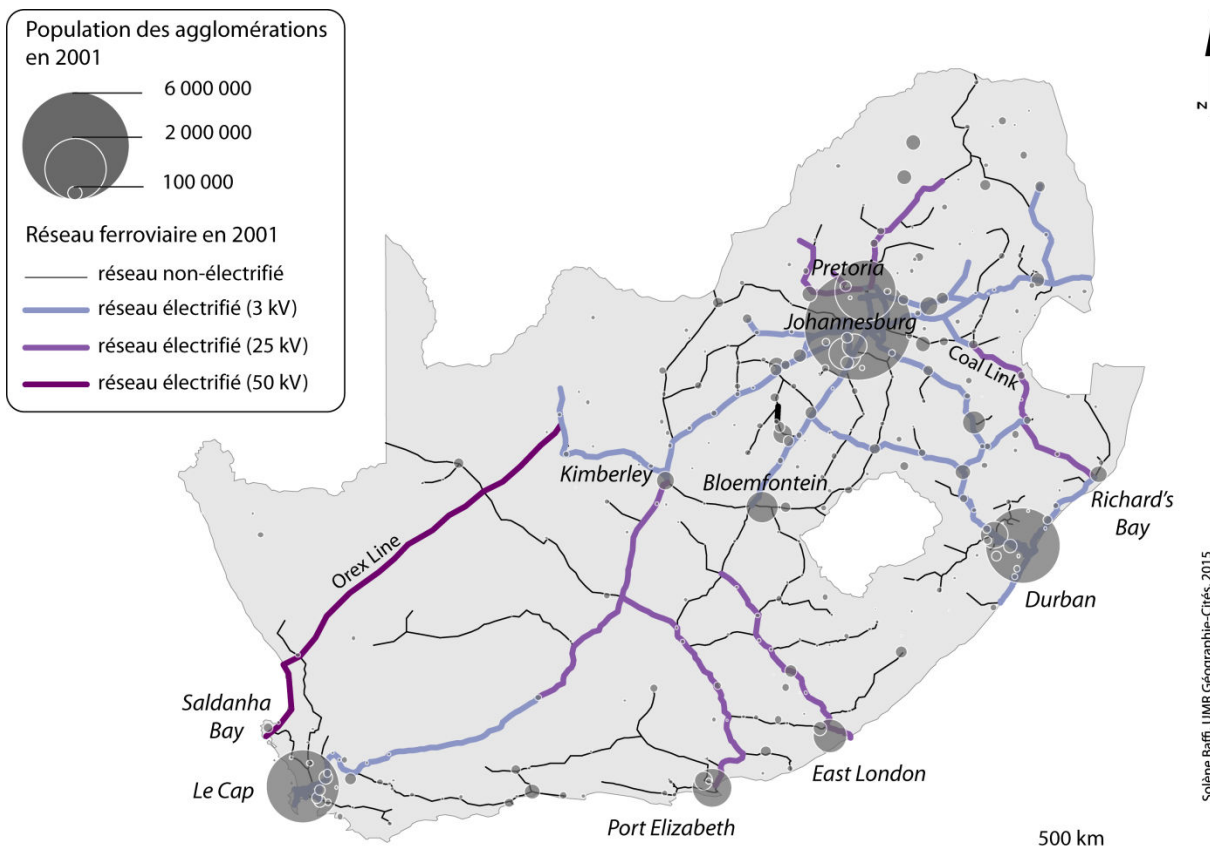 Population des agglomérations
en 2001
6 000 000
2 000 000
100 000
Réseau ferroviaire en 2001
réseau non-électrifié
réseau électrifié (3 kV)
réseau électrifié (25 kV)
réseau électrifié (50 kV)
N
Pretoria
Johannesburg
Coal Link
Kimberley
Bloemfontein
Richard's
Bay
Orex Line
Durban
Saldanha
Bay
Le Cap
East London
Port Elizabeth
500 km
Solène Baffi, UMR Géographie-Cités, 2015